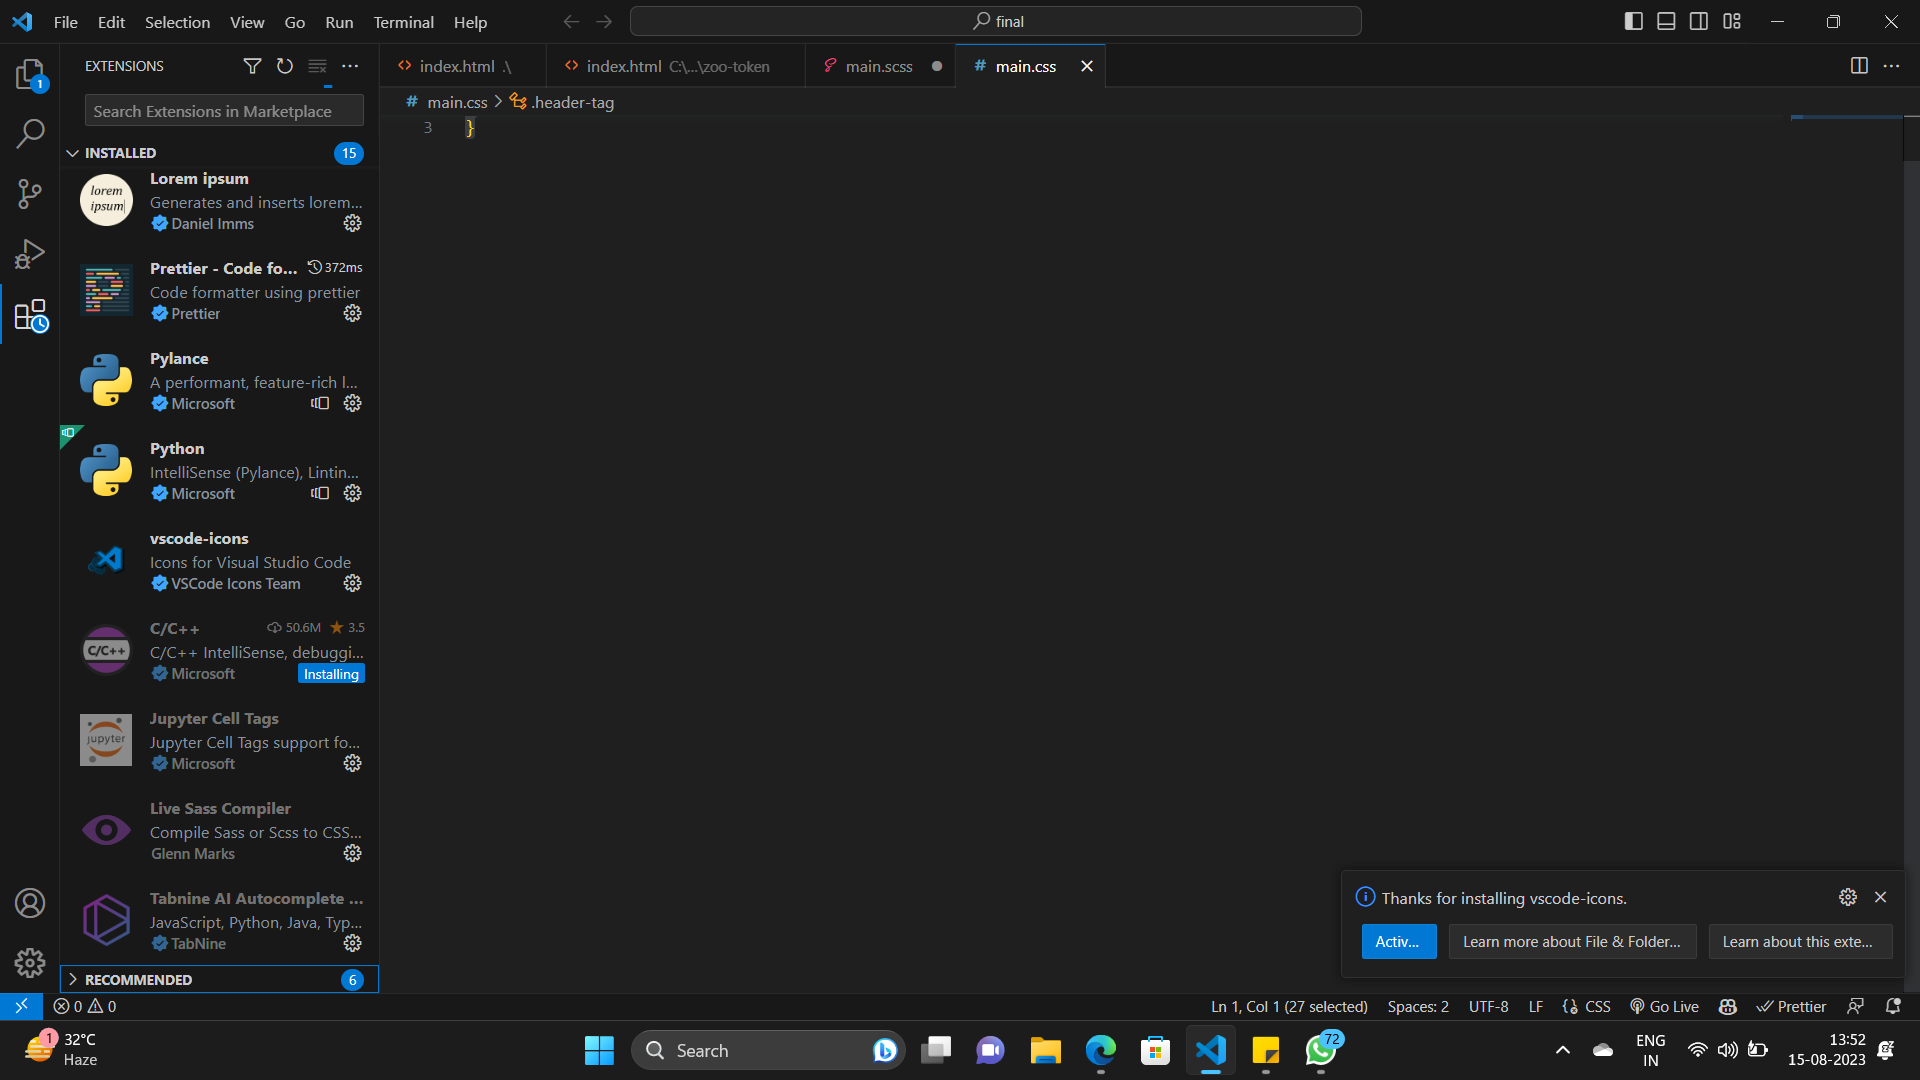 File Edit Selection View Go Run Terminal Help
final
EXTENSIONS
index.html .\
index.html C:\...\zoo-token
main.scss
main.css
1
Search Extensions in Marketplace
main.css > .header-tag
3 }
INSTALLED 15
lorem ipsum
Lorem ipsum
Generates and inserts lorem...
Daniel Imms
Prettier - Code fo... 372ms
Code formatter using prettier
Prettier
Pylance
A performant, feature-rich l...
Microsoft
Python
IntelliSense (Pylance), Lintin...
Microsoft
vscode-icons
Icons for Visual Studio Code
VSCode Icons Team
C/C++
C/C++ 50.6M 3.5
C/C++ IntelliSense, debuggi...
Microsoft Installing
jupyter
Jupyter Cell Tags
Jupyter Cell Tags support fo...
Microsoft
Live Sass Compiler
Compile Sass or Scss to CSS...
Glenn Marks
Tabnine AI Autocomplete ...
JavaScript, Python, Java, Typ...
TabNine
RECOMMENDED 6
Thanks for installing vscode-icons.
Activ... Learn more about File & Folder... Learn about this exte...
0 0
Ln 1, Col 1 (27 selected) Spaces: 2 UTF-8 LF CSS Go Live Prettier
1
32°C
Haze
Search
72
ENG
IN
13:52
15-08-2023